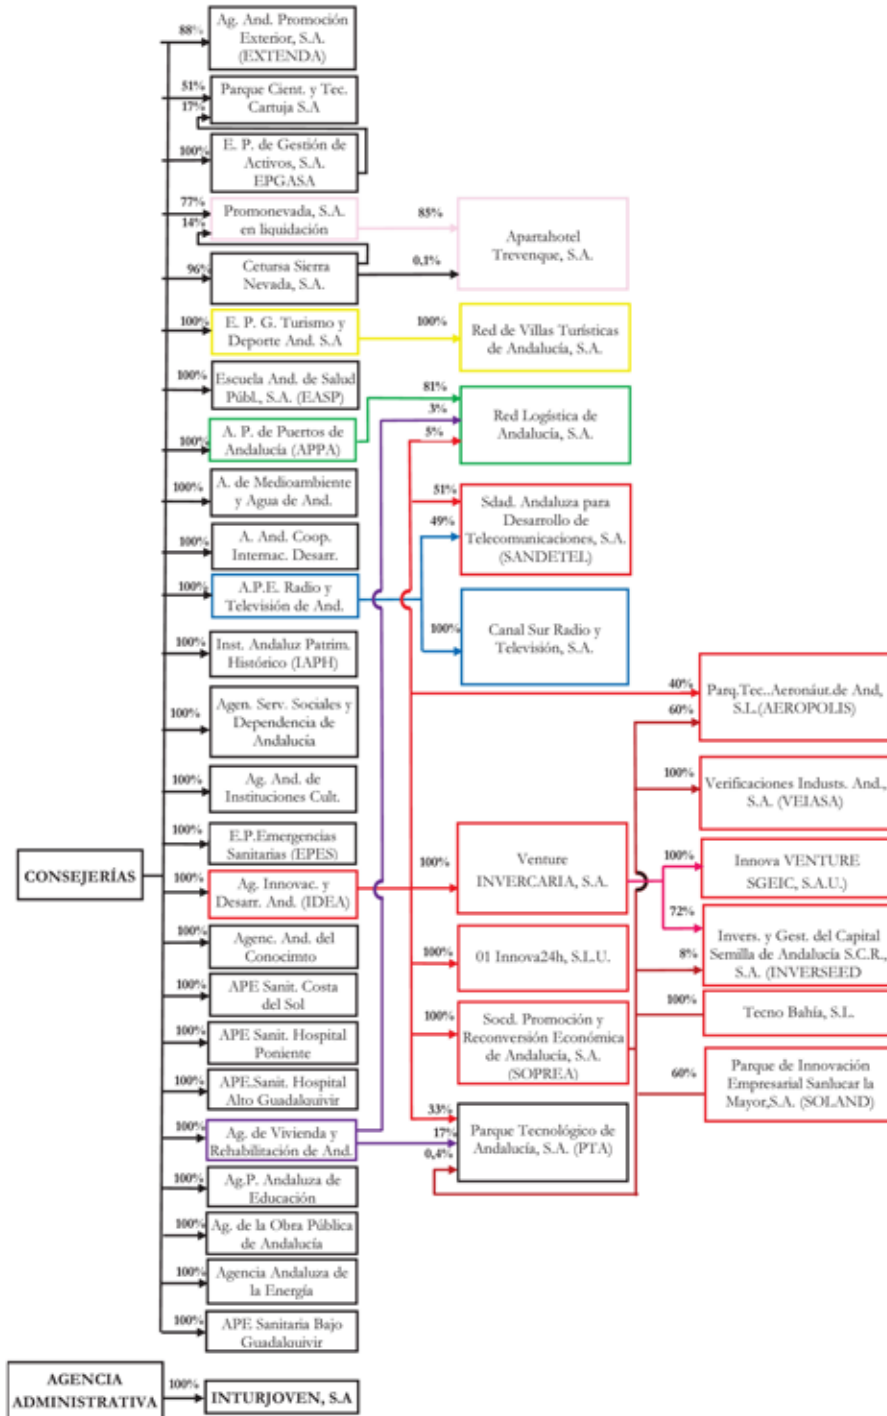 88%
Ag. And. Promoción
Exterior, S.A.
(EXTENDA)
51%
Parque Cient. y Tec.
Cartuja S.A
17%
100%
E. P. de Gestión de
Activos, S.A.
EPGASA
77%
Promonevada, S.A.
en liquidación
14%
85%
Apartahotel
Trevenque, S.A.
96%
Cetursa Sierra
Nevada, S.A.
0,1%
100%
E. P. G. Turismo y
Deporte And. S.A
100%
Red de Villas Turísticas
de Andalucía, S.A.
100%
Escuela And. de Salud
Públ., S.A. (EASP)
81%
3%
5%
Red Logística de
Andalucía, S.A.
100%
A. P. de Puertos de
Andalucía (APPA)
100%
A. de Medioambiente
y Agua de And.
51%
49%
Sdad. Andaluza para
Desarrollo de
Telecomunicaciones, S.A.
(SANDETEL)
100%
A. And. Coop.
Internac. Desarr.
100%
A.P.E. Radio y
Televisión de And.
100%
Canal Sur Radio y
Televisión, S.A.
100%
Inst. Andaluz Patrim.
Histórico (IAPH)
40%
60%
Parq.Tec..Aeronáut.de And,
S.L.(AEROPOLIS)
100%
Agen. Serv. Sociales y
Dependencia de
Andalucía
100%
Ag. And. de
Instituciones Cult.
100%
Verificaciones Industs. And.,
S.A. (VEIASA)
100%
E.P.Emergencias
Sanitarias (EPES)
CONSEJERÍAS
100%
Ag. Innovac. y
Desarr. And. (IDEA)
100%
Venture
INVERCARIA, S.A.
100%
Innova VENTURE
SGEIC, S.A.U.)
72%
8%
Invers. y Gest. del Capital
Semilla de Andalucía S.C.R.,
S.A. (INVERSEED
100%
Agenc. And. del
Conocimto
100%
01 Innova24h, S.L.U.
100%
APE Sanit. Costa
del Sol
100%
Tecno Bahía, S.L.
100%
APE Sanit. Hospital
Poniente
100%
Socd. Promoción y
Reconversión Económica
de Andalucía, S.A.
(SOPREA)
60%
Parque de Innovación
Empresarial Sanlucar la
Mayor,S.A. (SOLAND)
100%
APE.Sanit. Hospital
Alto Guadalquivir
100%
Ag. de Vivienda y
Rehabilitación de And.
33%
17%
0,4%
Parque Tecnológico de
Andalucía, S.A. (PTA)
100%
Ag.P. Andaluza de
Educación
100%
Ag. de la Obra Pública
de Andalucía
100%
Agencia Andaluza de
la Energía
100%
APE Sanitaria Bajo
Guadalquivir
AGENCIA
ADMINISTRATIVA
100%
INTURJOVEN, S.A